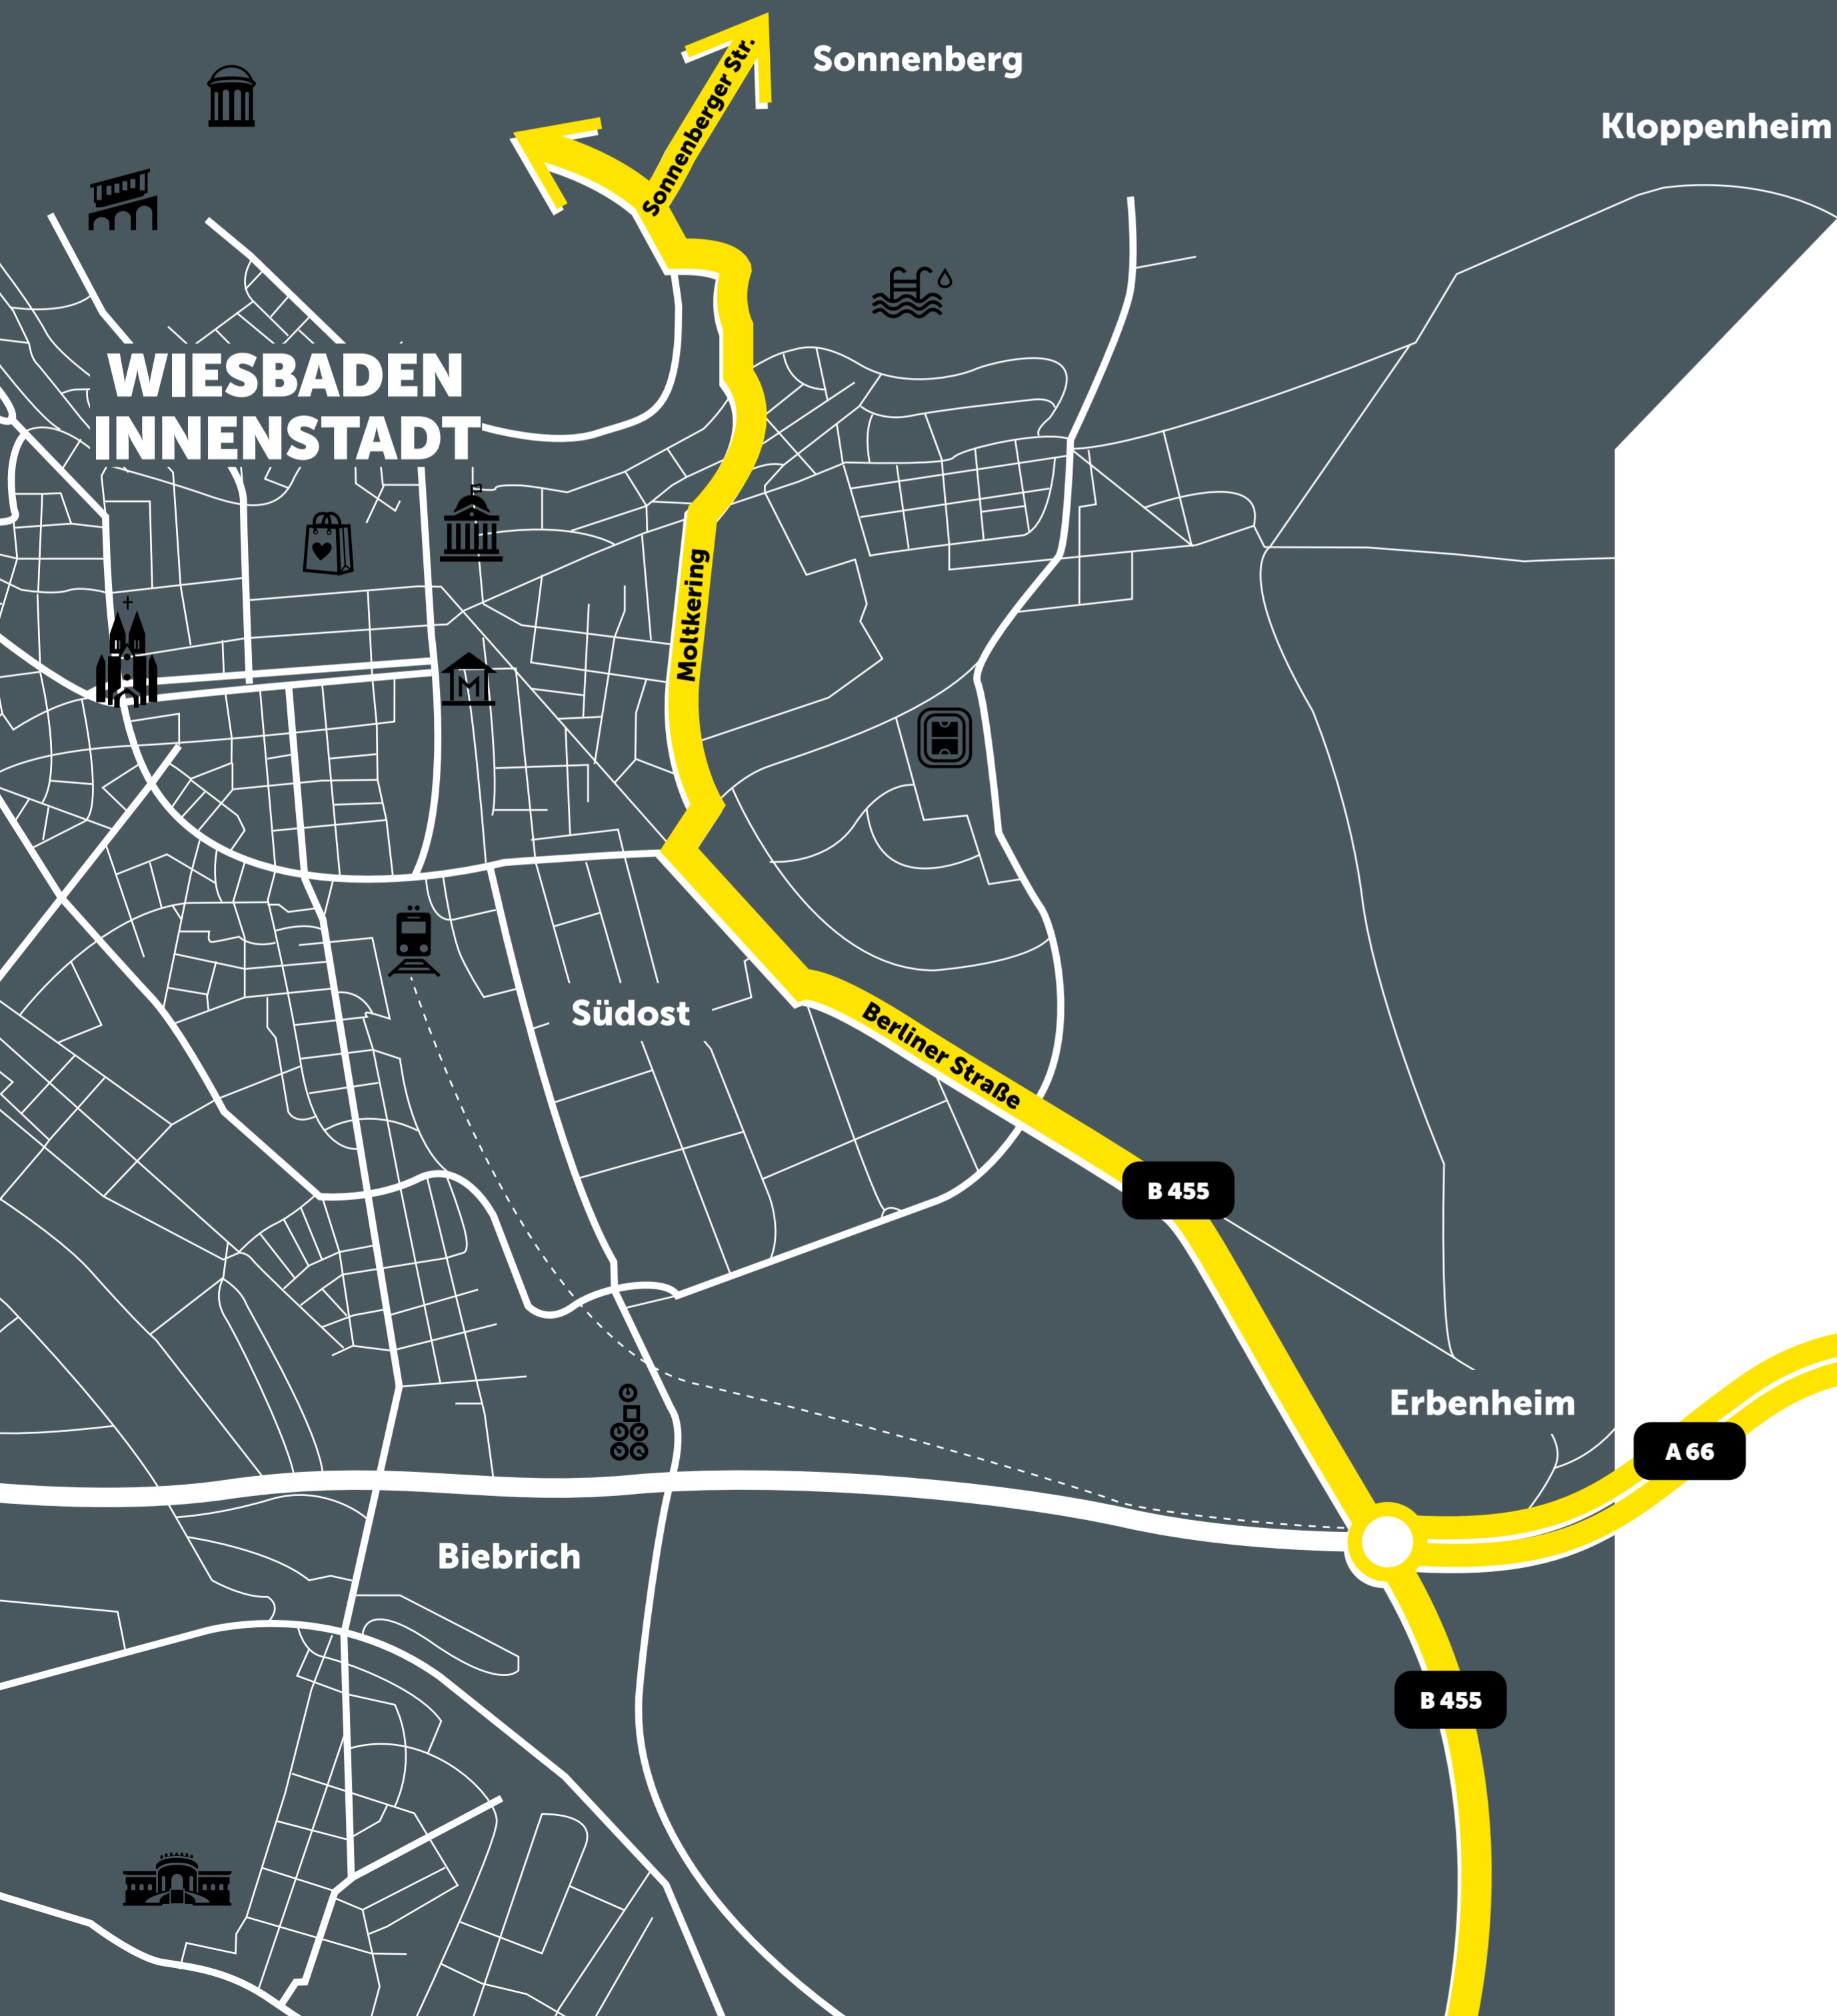 Sonnenberger Str.
Sonnenberg
Kloppenheim
WIESBADEN
INNENSTADT
Moltkering
Südost
Berliner Straße
B 455
Erbenheim
A 66
Biebrich
B 455